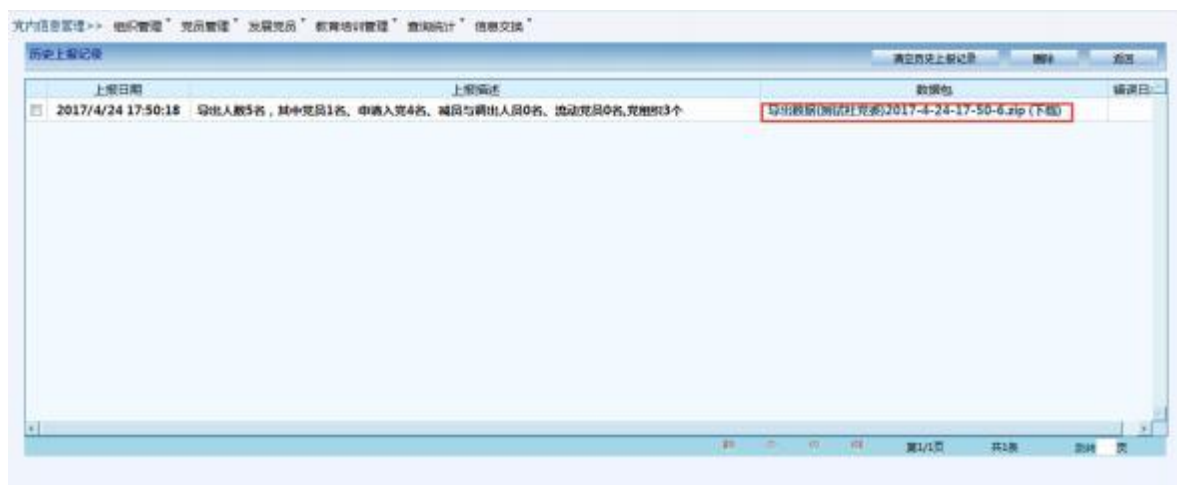 党内信息管理>> 组织管理 党员管理 发展党员 教育培训管理 查询统计 信息交换
历史上报记录 清空历史上报记录 删除 返回
上报日期 上报描述 数据包 错误日
2017/4/24 17:50:18 导出人数5名，其中党员1名、申请入党4名、减员与调出人员0名、流动党员0名,党组织3个 导出数据(测试社党委)2017-4-24-17-50-6.zip (下载)
第1/1页 共1条 跳转 页